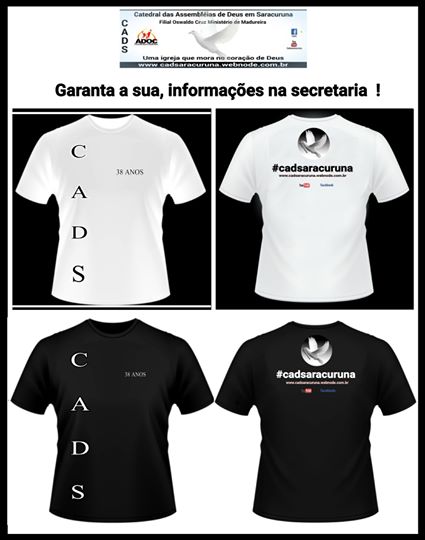 Catedral das Assembléias de Deus em Saracuruna
Filial Oswaldo Cruz Ministério de Madureira
CADS
ADOC
Uma igreja que mora no coração de Deus
www.cadsaracuruna.webnode.com.br
Garanta a sua, informações na secretaria !
C
A
D
S
38 ANOS
#cadsaracuruna
www.cadsaracuruna.webnode.com.br
YouTube facebook
C
A
D
S
38 ANOS
#cadsaracuruna
www.cadsaracuruna.webnode.com.br
YouTube facebook